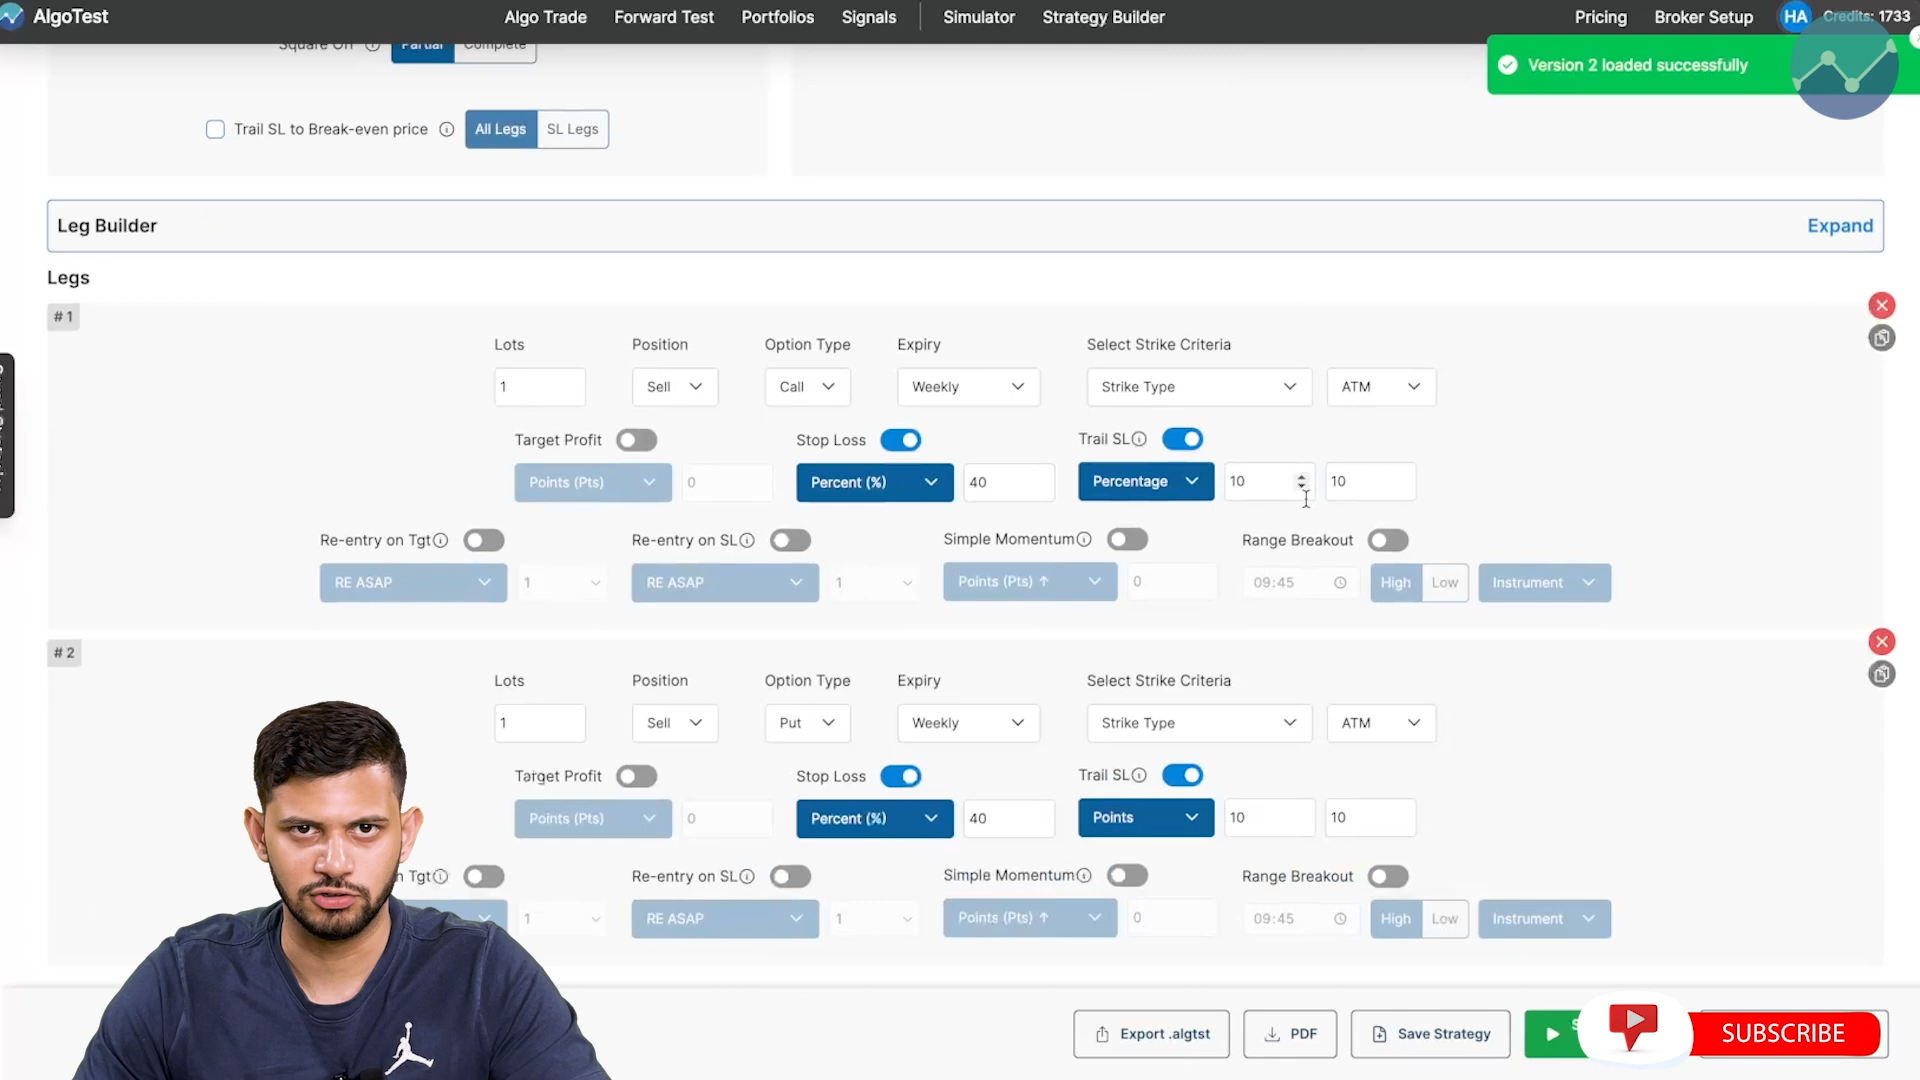 AlgoTest
Algo Trade
Forward Test
Portfolios
Signals
Simulator
Strategy Builder
Pricing
Broker Setup
HA
Credits: 1733
Square Off
Partial
Complete
Version 2 loaded successfully
Trail SL to Break-even price
All Legs
SL Legs
Leg Builder
Expand
Legs
# 1
Lots
Position
Option Type
Expiry
Select Strike Criteria
1
Sell
Call
Weekly
Strike Type
ATM
Target Profit
Stop Loss
Trail SL
Points (Pts)
0
Percent (%)
40
Percentage
10
10
Re-entry on Tgt
Re-entry on SL
Simple Momentum
Range Breakout
RE ASAP
1
RE ASAP
1
Points (Pts) ↑
0
09:45
High
Low
Instrument
# 2
Lots
Position
Option Type
Expiry
Select Strike Criteria
1
Sell
Put
Weekly
Strike Type
ATM
Target Profit
Stop Loss
Trail SL
Points (Pts)
0
Percent (%)
40
Points
10
10
Tgt
Re-entry on SL
Simple Momentum
Range Breakout
1
RE ASAP
1
Points (Pts) ↑
0
09:45
High
Low
Instrument
Export .algtst
PDF
Save Strategy
SUBSCRIBE